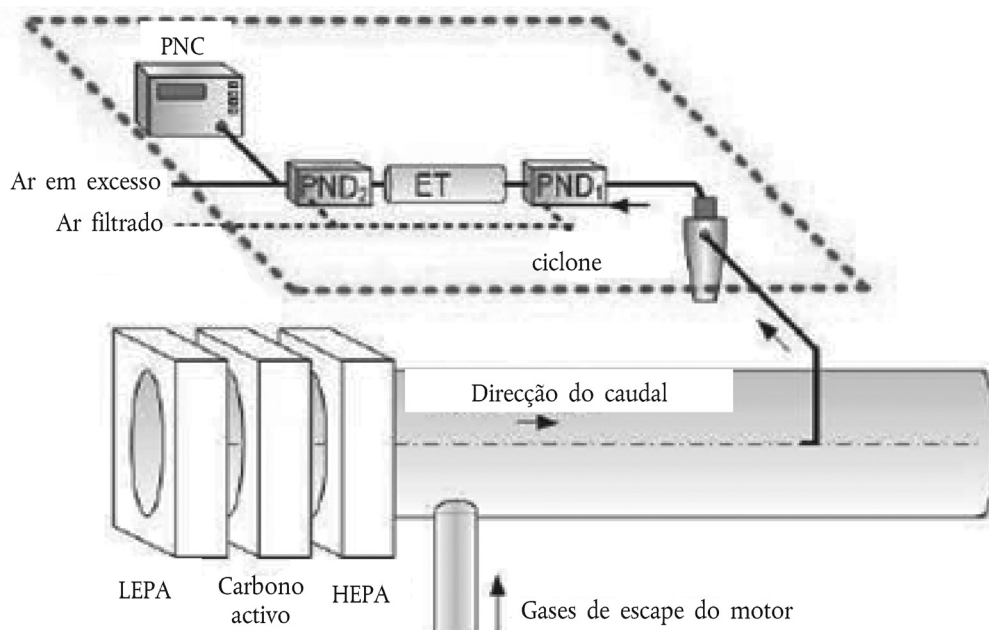 PNC
Ar em excesso
PND₂
ET
PND₁
Ar filtrado
ciclone
Direcção do caudal
LEPA
Carbono
activo
HEPA
Gases de escape do motor